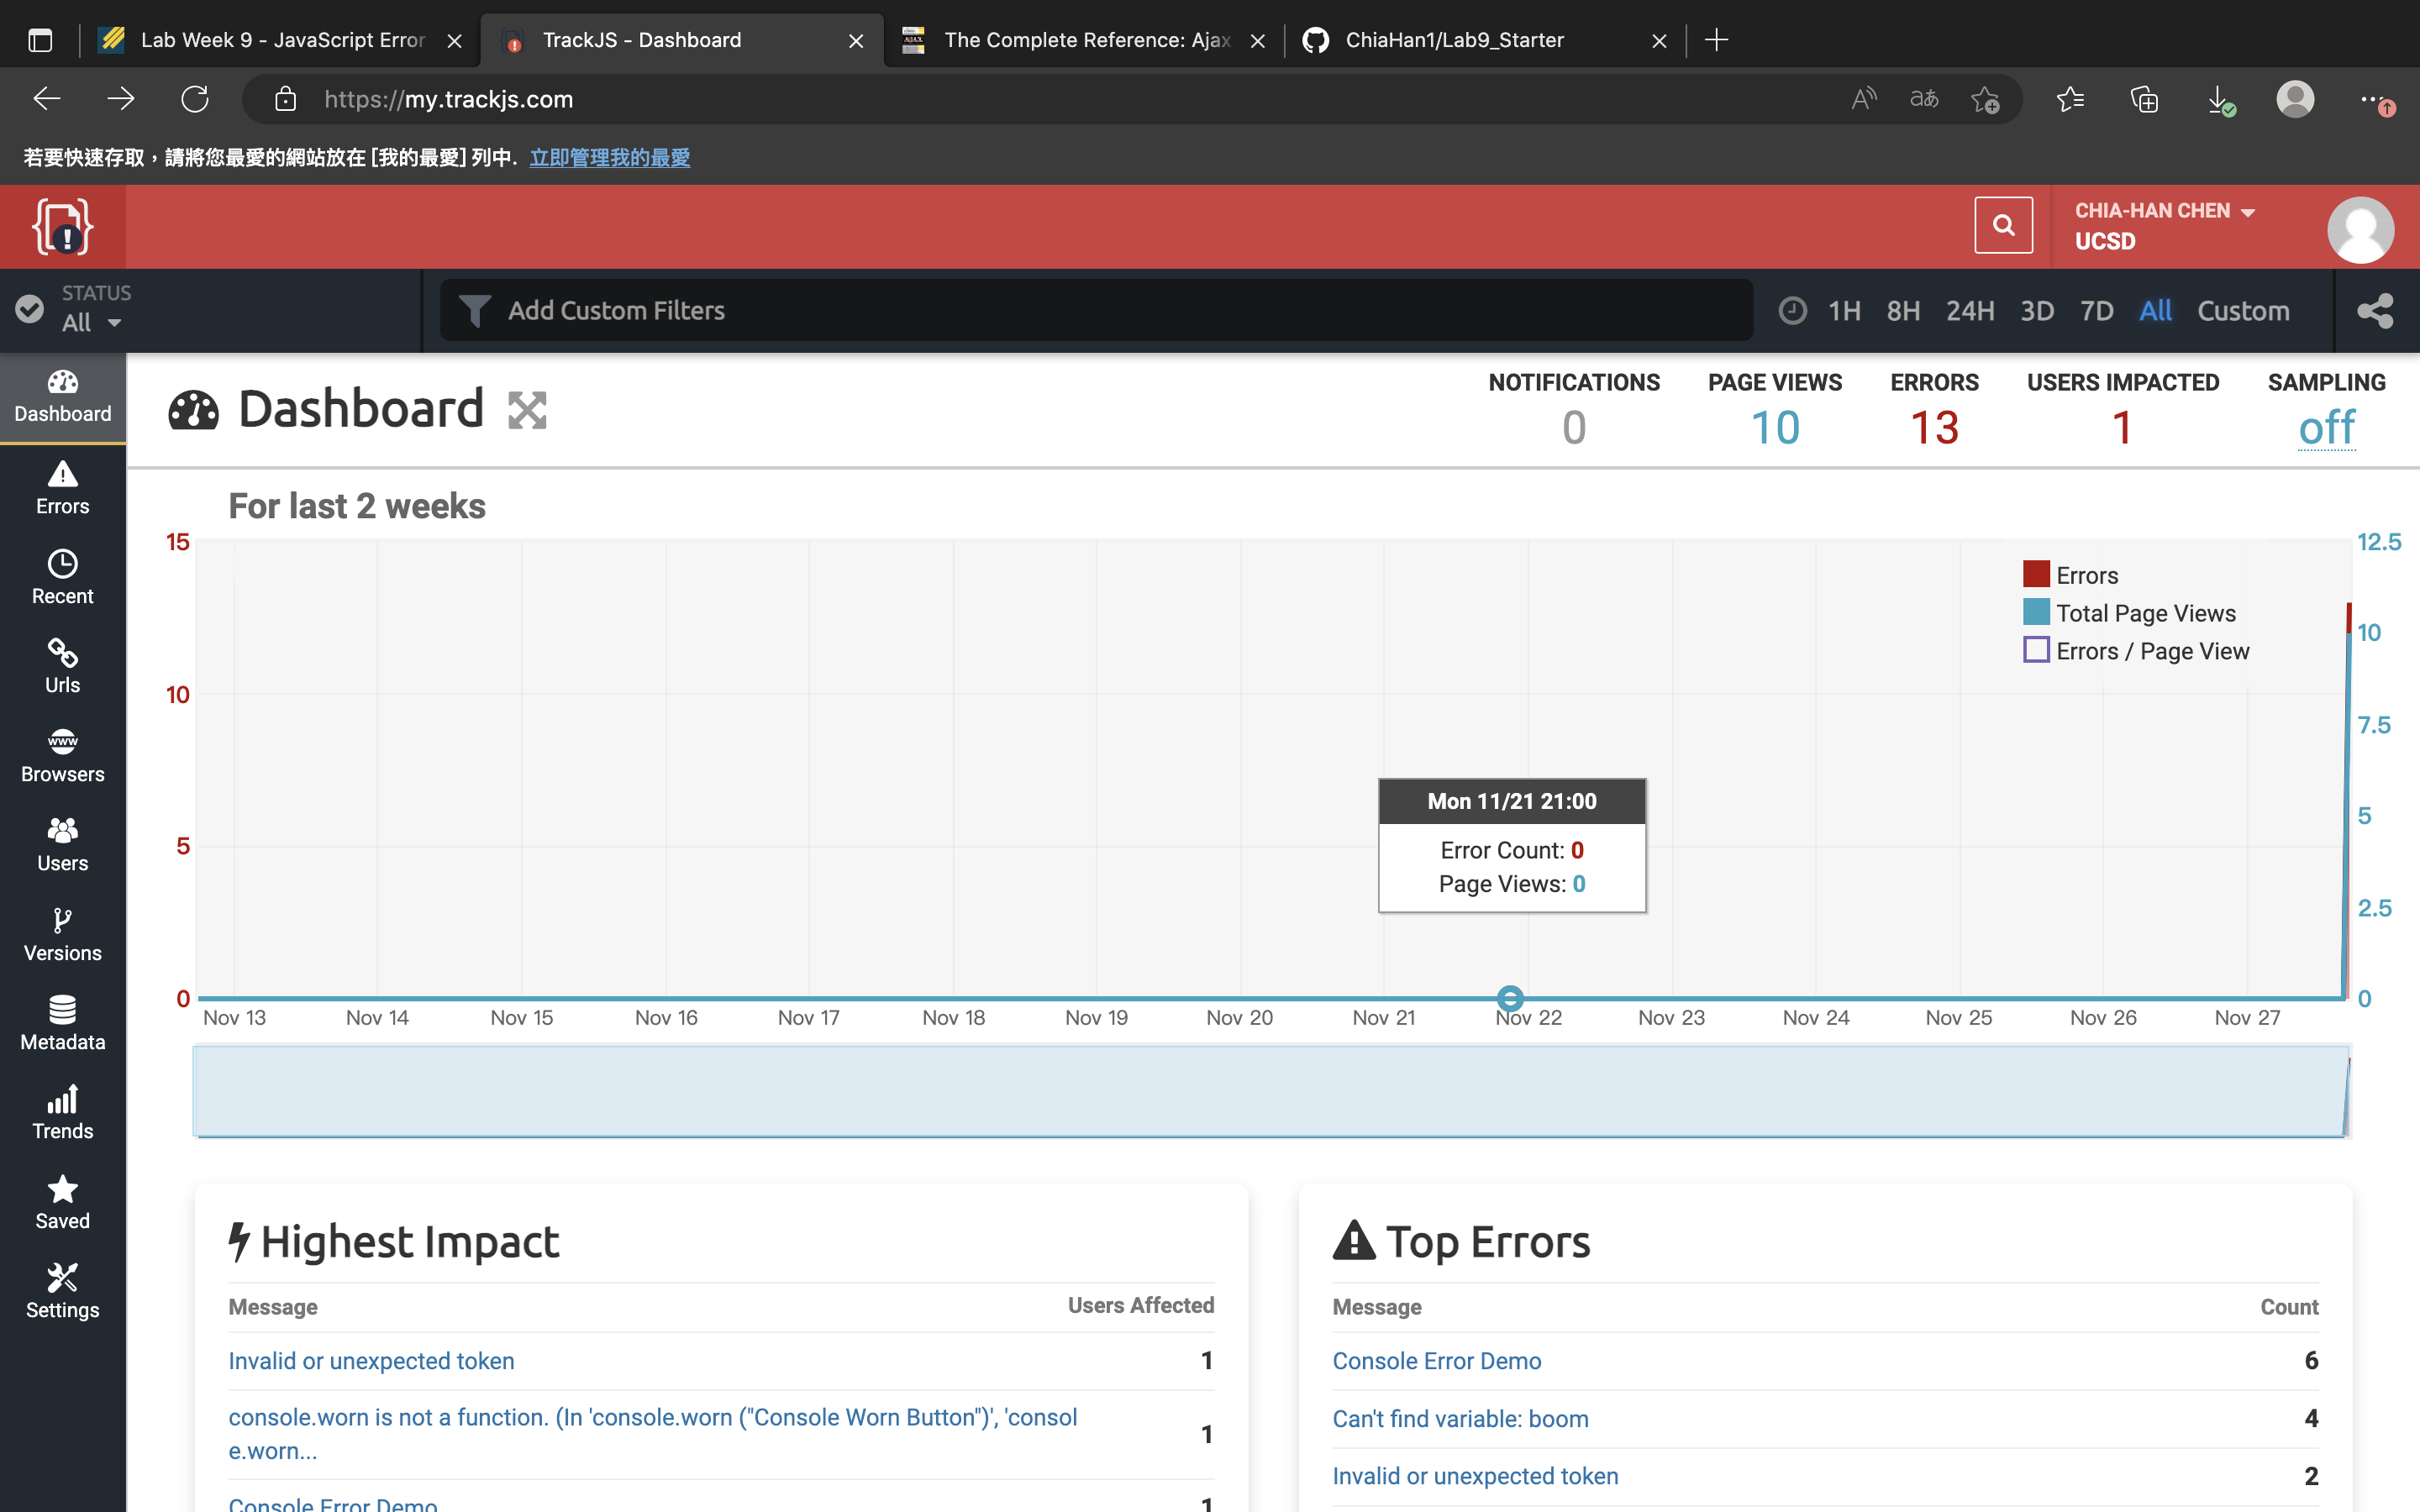 Lab Week 9 - JavaScript Error
TrackJS - Dashboard
The Complete Reference: Ajax
ChiaHan1/Lab9_Starter
https://my.trackjs.com
若要快速存取，請將您最愛的網站放在 [我的最愛] 列中. 立即管理我的最愛
CHIA-HAN CHEN
UCSD
STATUS
All
Add Custom Filters
1H 8H 24H 3D 7D All Custom
Dashboard
Errors
Recent
Urls
WWW
Browsers
Users
Versions
Metadata
Trends
Saved
Settings
Dashboard
NOTIFICATIONS
0
PAGE VIEWS
10
ERRORS
13
USERS IMPACTED
1
SAMPLING
off
For last 2 weeks
15
10
5
0
12.5
10
7.5
5
2.5
0
Errors
Total Page Views
Errors / Page View
Mon 11/21 21:00
Error Count: 0
Page Views: 0
Nov 13 Nov 14 Nov 15 Nov 16 Nov 17 Nov 18 Nov 19 Nov 20 Nov 21 Nov 22 Nov 23 Nov 24 Nov 25 Nov 26 Nov 27
Highest Impact
Message Users Affected
Invalid or unexpected token 1
console.worn is not a function. (In 'console.worn ("Console Worn Button")', 'consol
e.worn... 1
Console Error Demo 1
Top Errors
Message Count
Console Error Demo 6
Can't find variable: boom 4
Invalid or unexpected token 2